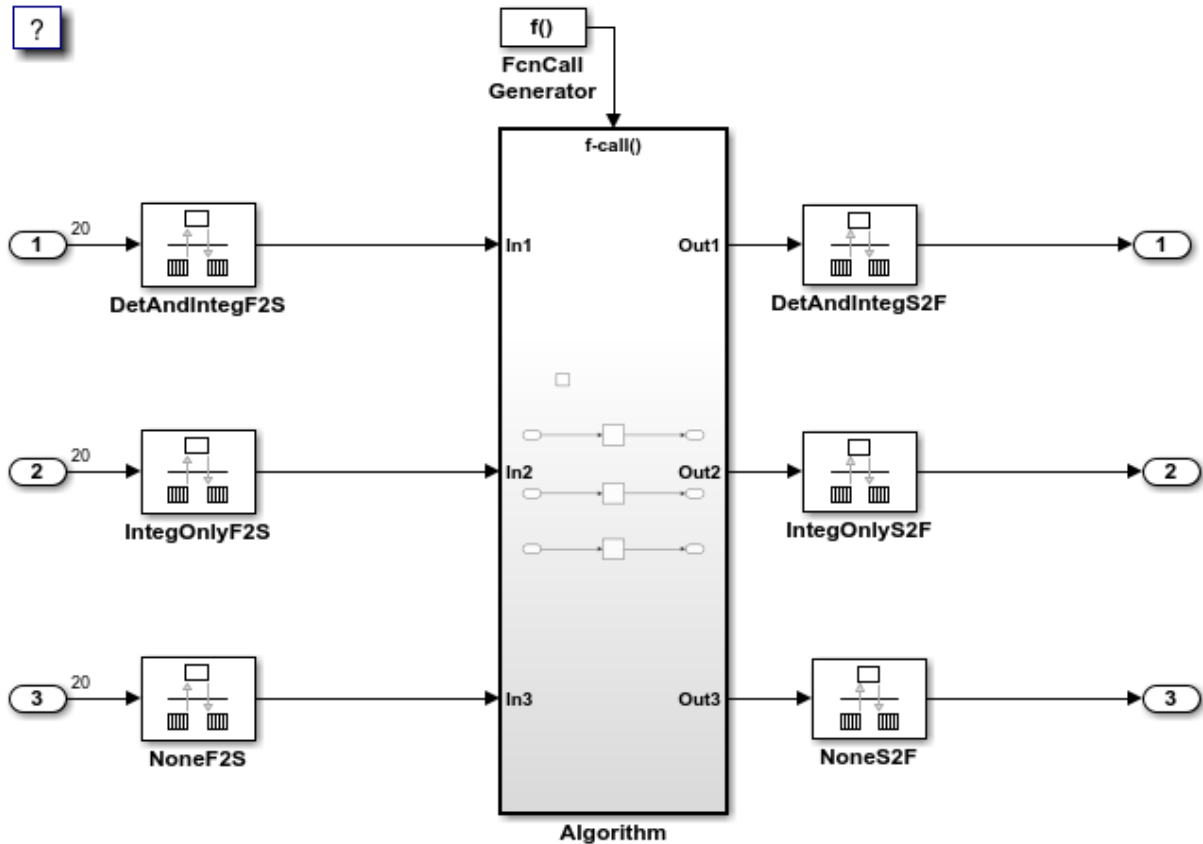 ?
f()
FcnCall
Generator
f-call()
1
20
DetAndIntegF2S
In1
Out1
DetAndIntegS2F
1
2
20
IntegOnlyF2S
In2
Out2
IntegOnlyS2F
2
3
20
NoneF2S
In3
Out3
NoneS2F
3
Algorithm